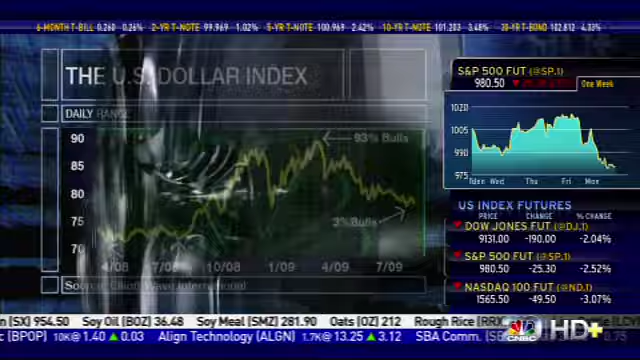 6-MONTH T-BILL 0.260 0.26% 2-YR T-NOTE 99.969 1.02% 5-YR T-NOTE 100.969 2.42% 10-YR T-NOTE 101.203 3.48% 30-YR T-BOND 102.812 4.33%
THE U.S. DOLLAR INDEX
DAILY RANGE
90
85
80
75
70
93% Bulls
3% Bulls
4/08 7/08 10/08 1/09 4/09 7/09
Source: Elliott Wave International
S&P 500 FUT (@SP.1)
980.50
One Week
1020
1005
990
975
Wed Thu Fri Mon
US INDEX FUTURES
PRICE CHANGE % CHANGE
DOW JONES FUT (@DJ.1)
9131.00 -190.00 -2.04%
S&P 500 FUT (@SP.1)
980.50 -25.30 -2.52%
NASDAQ 100 FUT (@ND.1)
1565.50 -49.50 -3.07%
(SX) 954.50 Soy Oil (BOZ) 36.48 Soy Meal (SMZ) 281.90 Oats (OZ) 212 Rough Rice
(BPOP) 10K@ 1.40 ▲ 0.03 Align Technology (ALGN) 1.7K@ 13.25 ▲ 3.12 SBA Comm.
CNBC HD+